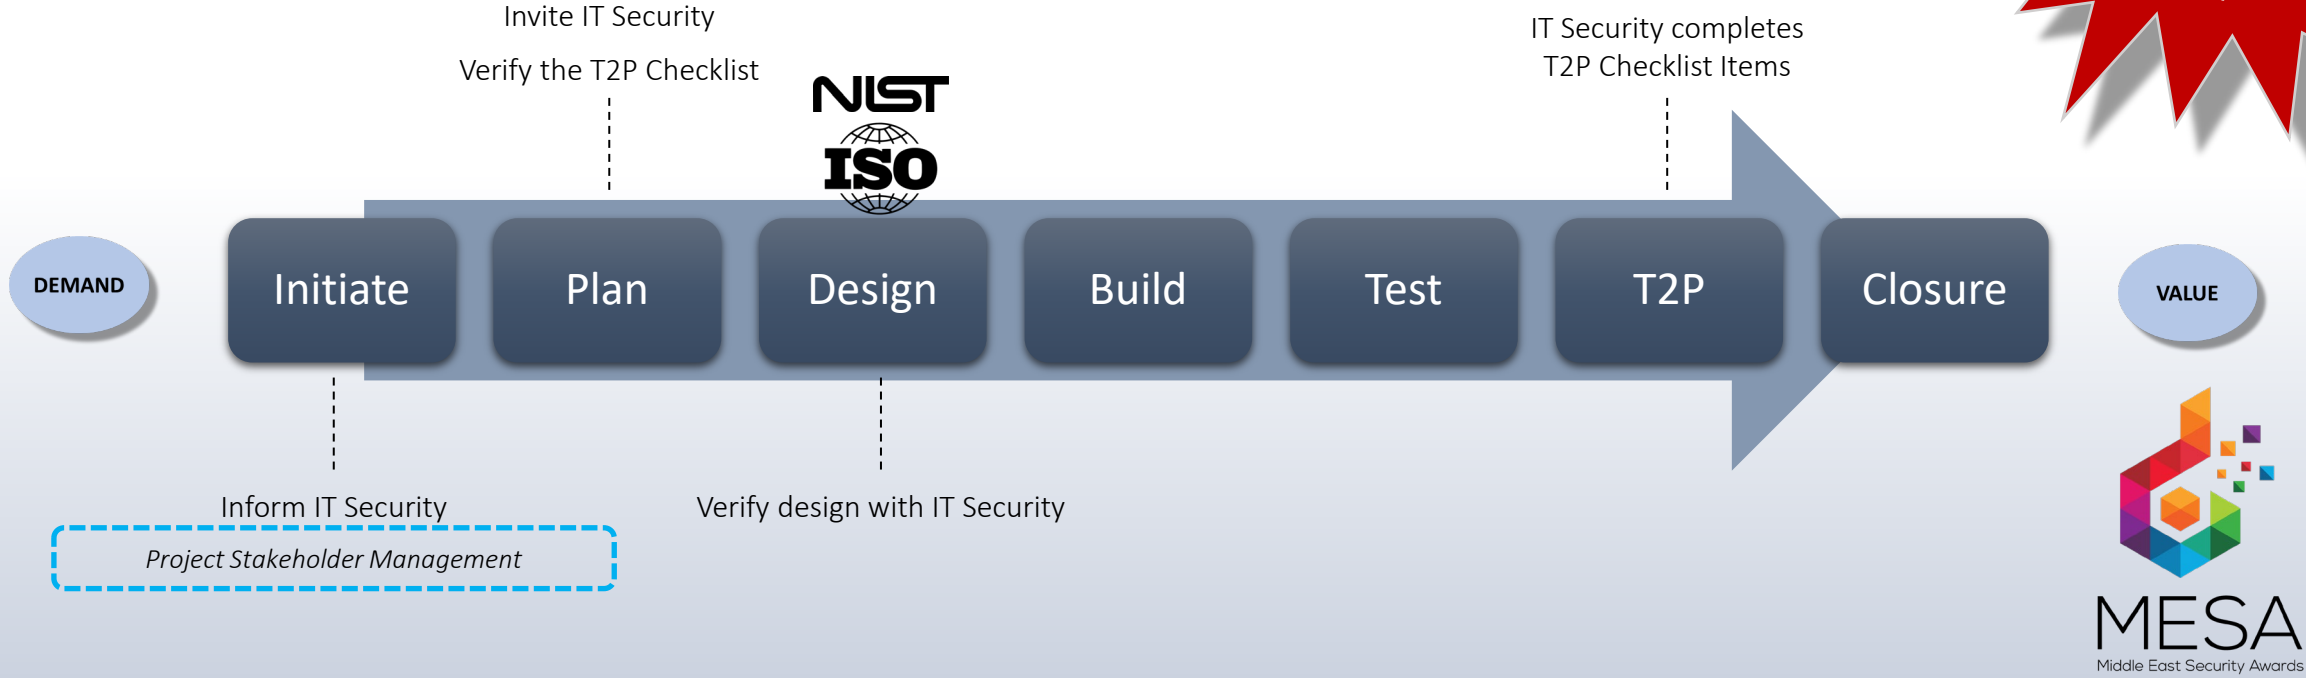 Invite IT Security
Verify the T2P Checklist
IT Security completes
T2P Checklist Items
NIST
ISO
DEMAND
Initiate
Plan
Design
Build
Test
T2P
Closure
VALUE
Inform IT Security
Project Stakeholder Management
Verify design with IT Security
MESA
Middle East Security Awards